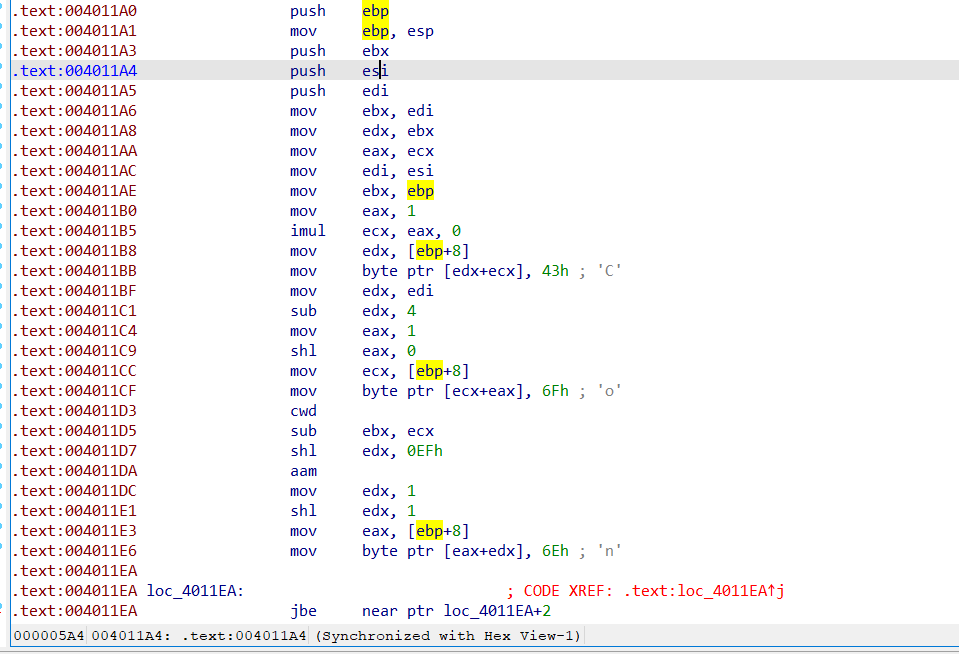 .text:004011A0 push ebp
.text:004011A1 mov ebp, esp
.text:004011A3 push ebx
.text:004011A4 push esi
.text:004011A5 push edi
.text:004011A6 mov ebx, edi
.text:004011A8 mov edx, ebx
.text:004011AA mov eax, ecx
.text:004011AC mov edi, esi
.text:004011AE mov ebx, ebp
.text:004011B0 mov eax, 1
.text:004011B5 imul ecx, eax, 0
.text:004011B8 mov edx, [ebp+8]
.text:004011BB mov byte ptr [edx+ecx], 43h ; 'C'
.text:004011BF mov edx, edi
.text:004011C1 sub edx, 4
.text:004011C4 mov eax, 1
.text:004011C9 shl eax, 0
.text:004011CC mov ecx, [ebp+8]
.text:004011CF mov byte ptr [ecx+eax], 6Fh ; 'o'
.text:004011D3 cwd
.text:004011D5 sub ebx, ecx
.text:004011D7 shl edx, 0EFh
.text:004011DA aam
.text:004011DC mov edx, 1
.text:004011E1 shl edx, 1
.text:004011E3 mov eax, [ebp+8]
.text:004011E6 mov byte ptr [eax+edx], 6Eh ; 'n'
.text:004011EA
.text:004011EA loc_4011EA: ; CODE XREF: .text:loc_4011EA↑j
.text:004011EA jbe near ptr loc_4011EA+2
000005A4 004011A4: .text:004011A4 (Synchronized with Hex View-1)